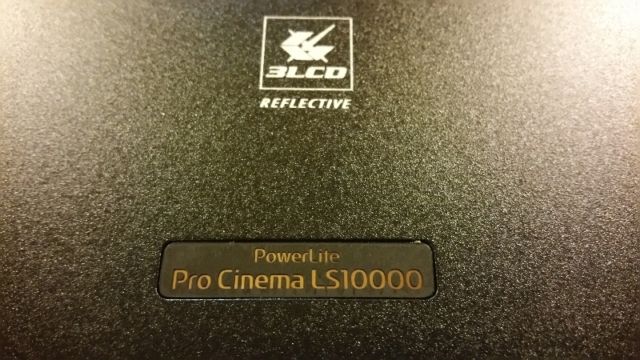 3LCD
REFLECTIVE
PowerLite
Pro Cinema LS10000